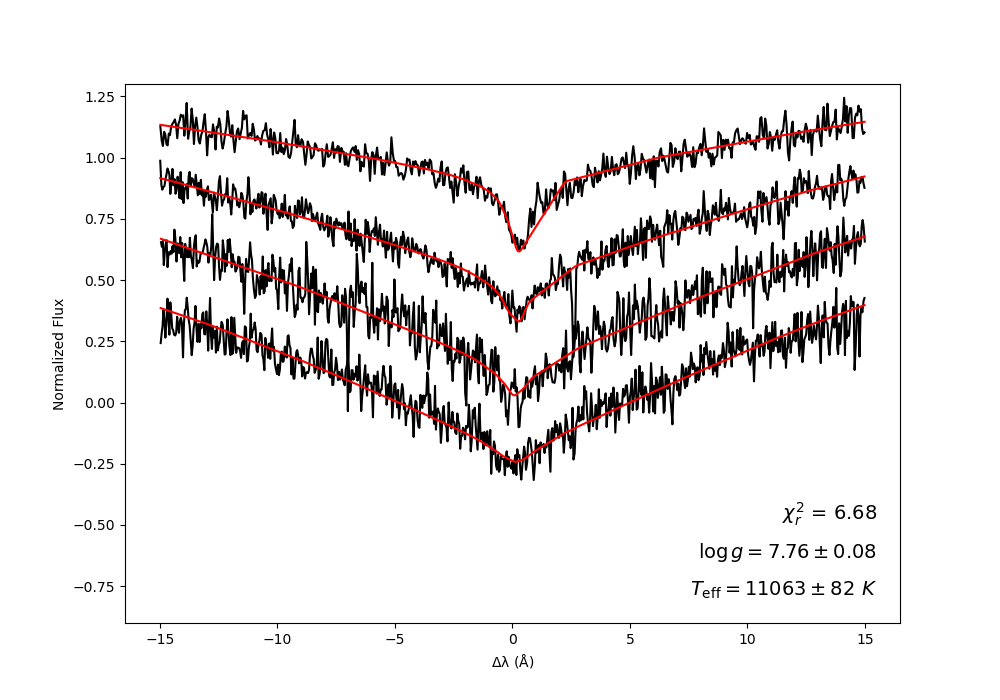 1.25
1.00
0.75
0.50
0.25
0.00
−0.25
−0.50
−0.75
Normalized Flux
χ²ᵣ = 6.68
log g = 7.76 ± 0.08
T_eff = 11063 ± 82 K
−15 −10 −5 0 5 10 15
Δλ (Å)